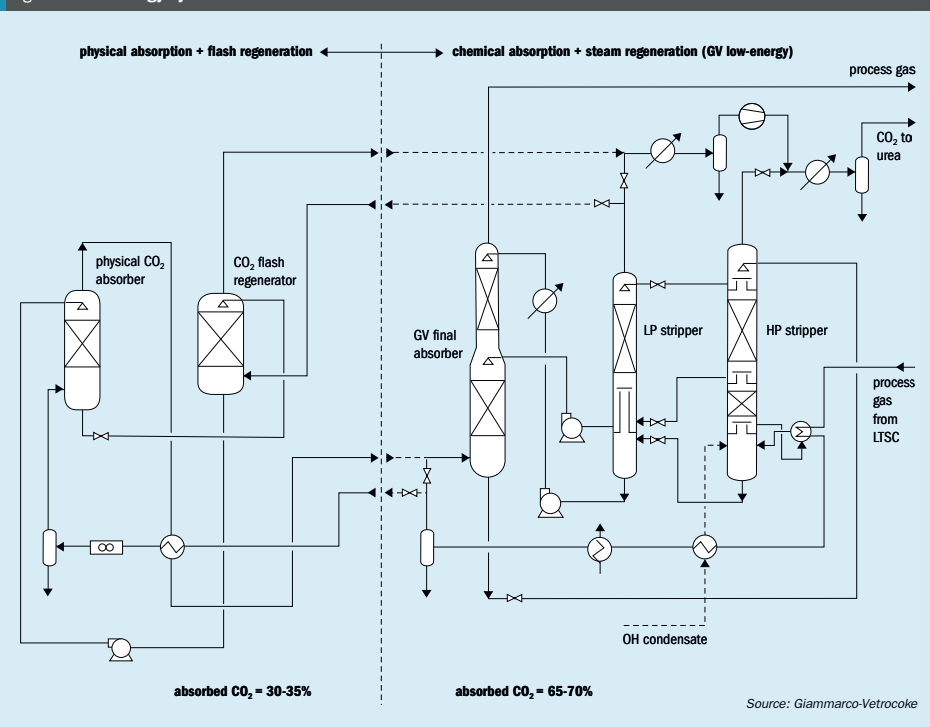 physical absorption + flash regeneration
chemical absorption + steam regeneration (GV low-energy)
process gas
CO₂ to
urea
physical CO₂
absorber
CO₂ flash
regenerator
GV final
absorber
LP stripper
HP stripper
process
gas
from
LTSC
OH condensate
absorbed CO₂ = 30-35%
absorbed CO₂ = 65-70%
Source: Giammarco-Vetrocoke